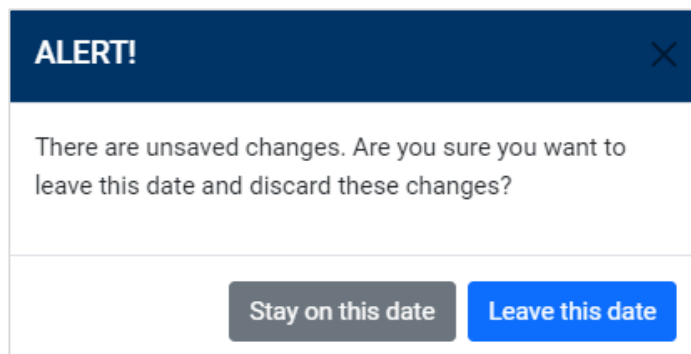 ALERT!
There are unsaved changes. Are you sure you want to
leave this date and discard these changes?
Stay on this date
Leave this date